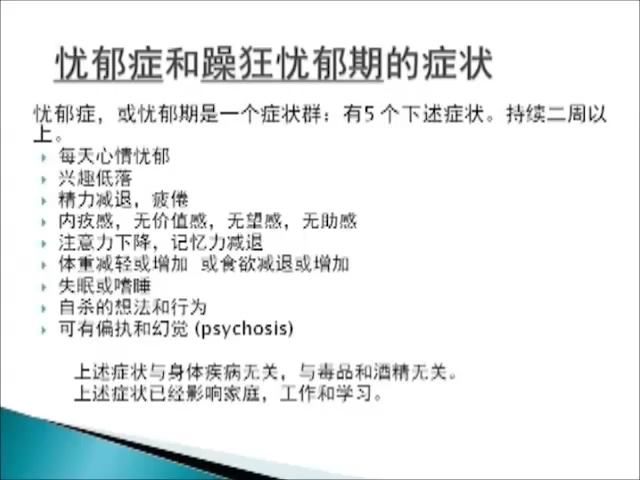 忧郁症和躁狂忧郁期的症状
忧郁症，或忧郁期是一个症状群：有5 个下述症状。持续二周以
上。
每天心情忧郁
兴趣低落
精力减退，疲倦
内疚感，无价值感，无望感，无助感
注意力下降，记忆力减退
体重减轻或增加 或食欲减退或增加
失眠或嗜睡
自杀的想法和行为
可有偏执和幻觉 (psychosis)
上述症状与身体疾病无关，与毒品和酒精无关。
上述症状已经影响家庭，工作和学习。